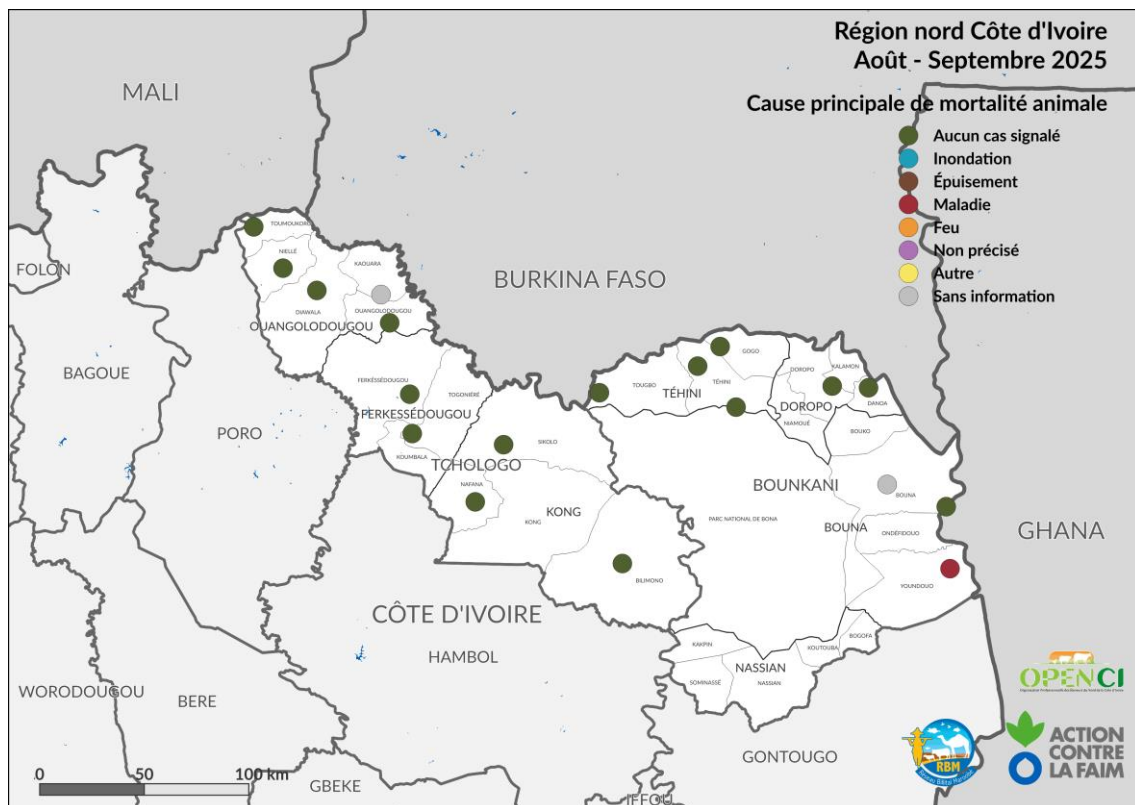 Région nord Côte d'Ivoire
Août - Septembre 2025
Cause principale de mortalité animale
Aucun cas signalé
Inondation
Épuisement
Maladie
Feu
Non précisé
Autre
Sans information
MALI
BURKINA FASO
GHANA
CÔTE D'IVOIRE
FOLON
BAGOUE
PORO
WORODOUGOU
BERE
HAMBOL
GBEKE
IFFOU
GONTOUGO
TOUMOUKORO
NIELLÉ
KAOUARA
DIAWALA
OUANGOLODOUGOU
OUANGOLODOUGOU
FERKÉSSÉDOUGOU
TOGONIÉRÉ
FERKESSÉDOUGOU
KOUMBALA
TCHOLOGO
SIKOLO
NAFANA
KONG
KONG
BILIMONO
TOUGBO
TÉHINI
TÉHINI
GOGO
DOROPO
KALAMON
DOROPO
DANOA
NIAMOUÉ
BOUKO
BOUNKANI
BOUNA
PARC NATIONAL DE BONA
BOUNA
ONDÉFIDOUO
YOUNDOUO
KAKPIN
KOUTOUBA
BOGOFA
NASSIAN
SOMINASSÉ
NASSIAN
OPENCI
RBM
ACTION
CONTRE
LA FAIM
0 50 100 km